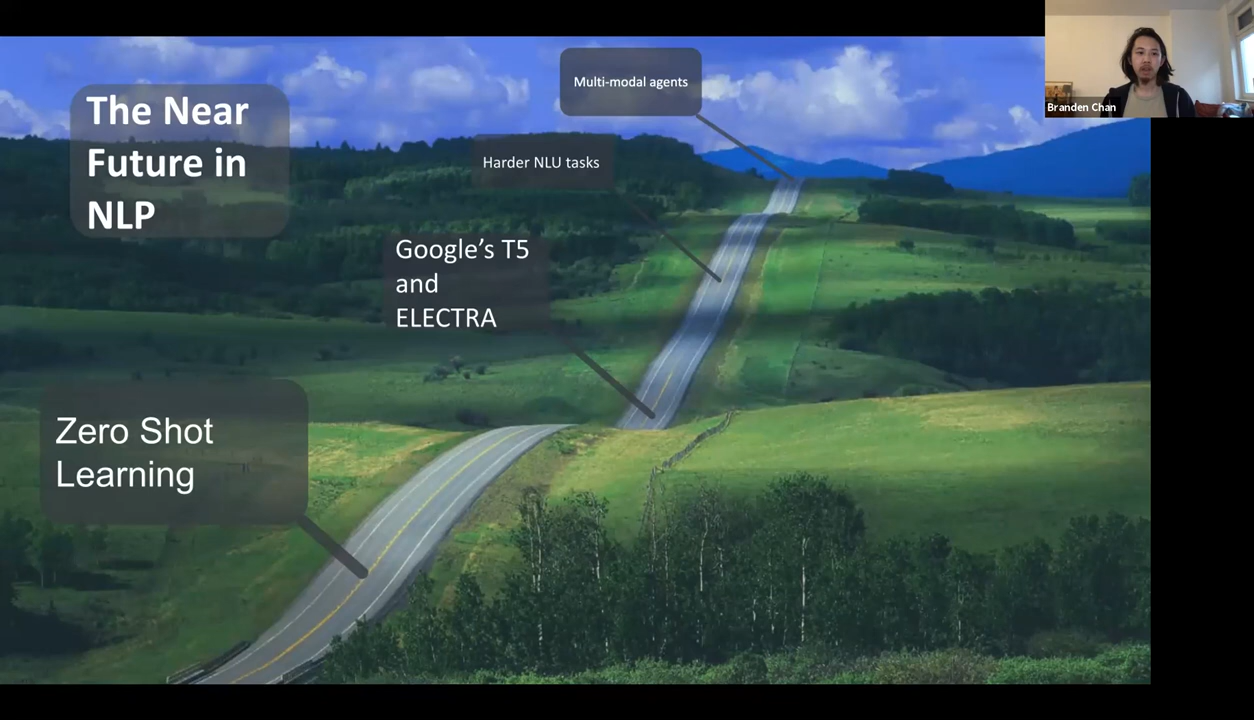 The Near
Future in
NLP
Multi-modal agents
Harder NLU tasks
Google’s T5
and
ELECTRA
Zero Shot
Learning
Branden Chan